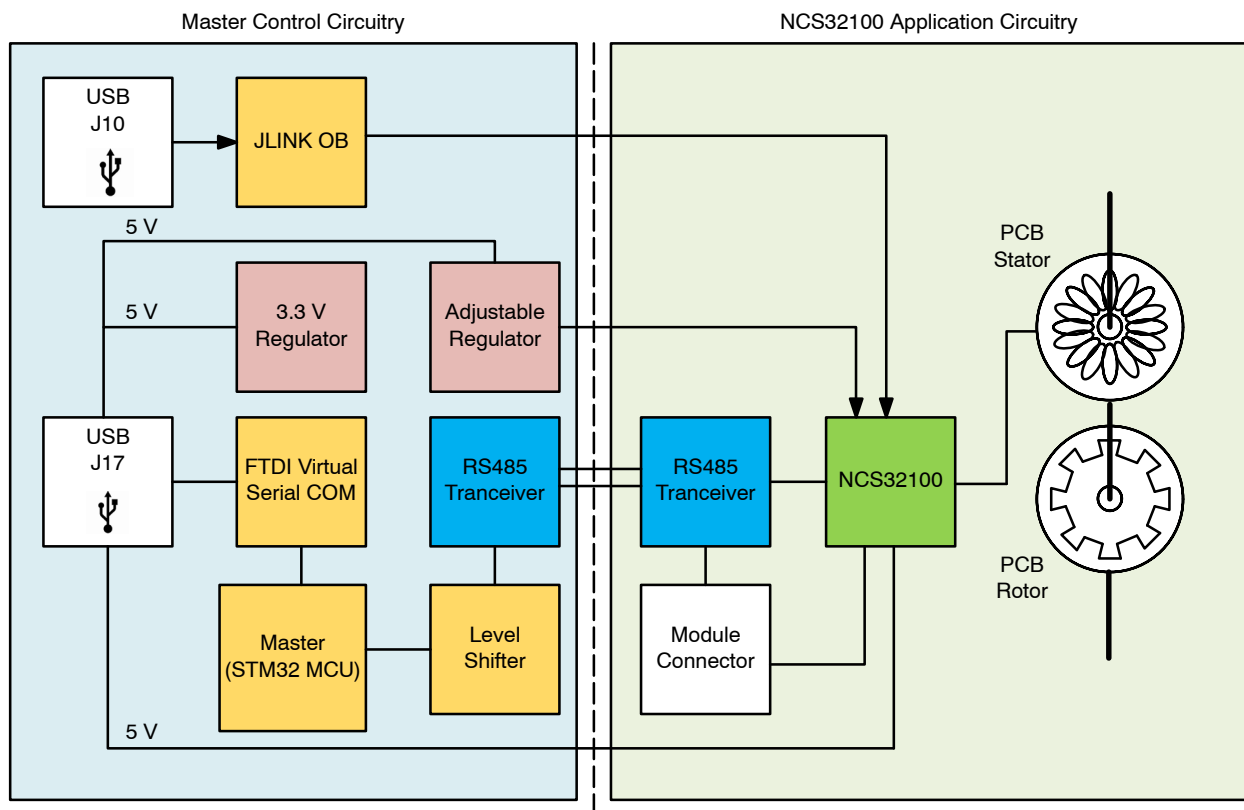 Master Control Circuitry
NCS32100 Application Circuitry
USB
J10
JLINK OB
5 V
5 V
3.3 V
Regulator
Adjustable
Regulator
PCB
Stator
USB
J17
FTDI Virtual
Serial COM
RS485
Tranceiver
RS485
Tranceiver
NCS32100
PCB
Rotor
Master
(STM32 MCU)
Level
Shifter
Module
Connector
5 V